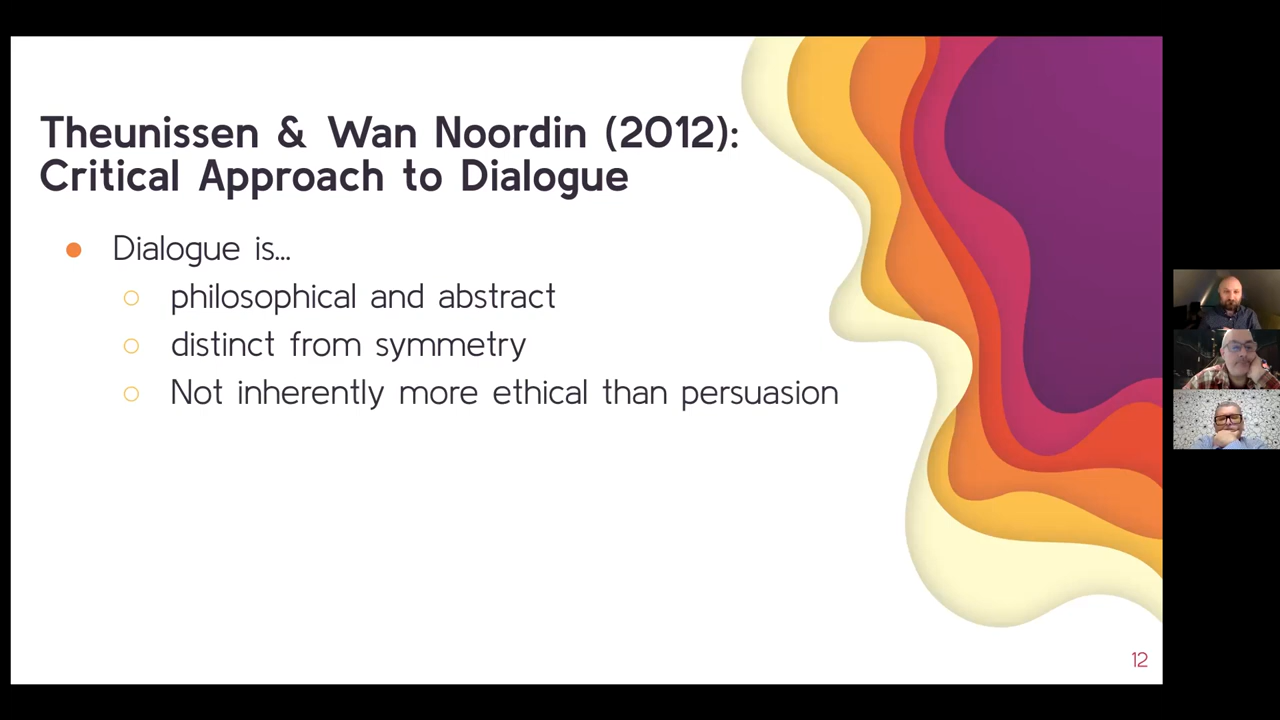 Theunissen & Wan Noordin (2012):
Critical Approach to Dialogue
Dialogue is...
philosophical and abstract
distinct from symmetry
Not inherently more ethical than persuasion
12